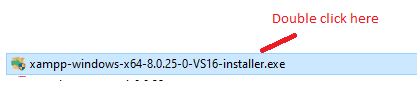 Double click here
xampp-windows-x64-8.0.25-0-VS16-installer.exe